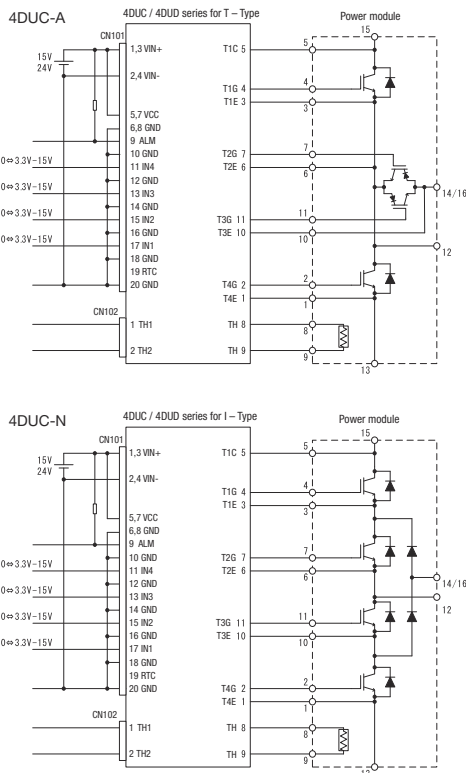 4DUC-A
4DUC / 4DUD series for T – Type
Power module
CN101
15
15V
24V
1,3 VIN+
T1C 5
5
2,4 VIN-
T1G 4
4
T1E 3
3
5,7 VCC
6,8 GND
9 ALM
10 GND
T2G 7
7
0⇔3.3V-15V
11 IN4
T2E 6
6
12 GND
0⇔3.3V-15V
13 IN3
14/16
14 GND
0⇔3.3V-15V
15 IN2
T3G 11
11
16 GND
T3E 10
10
0⇔3.3V-15V
17 IN1
12
18 GND
19 RTC
T4G 2
2
20 GND
T4E 1
1
CN102
1 TH1
TH 8
8
2 TH2
TH 9
9
13
4DUC-N
4DUC / 4DUD series for I – Type
Power module
CN101
15
15V
24V
1,3 VIN+
T1C 5
5
2,4 VIN-
T1G 4
4
T1E 3
3
5,7 VCC
6,8 GND
9 ALM
10 GND
T2G 7
7
0⇔3.3V-15V
11 IN4
T2E 6
6
12 GND
14/16
0⇔3.3V-15V
13 IN3
12
14 GND
0⇔3.3V-15V
15 IN2
T3G 11
11
16 GND
T3E 10
10
0⇔3.3V-15V
17 IN1
18 GND
19 RTC
T4G 2
2
20 GND
T4E 1
1
CN102
1 TH1
TH 8
8
2 TH2
TH 9
9
13